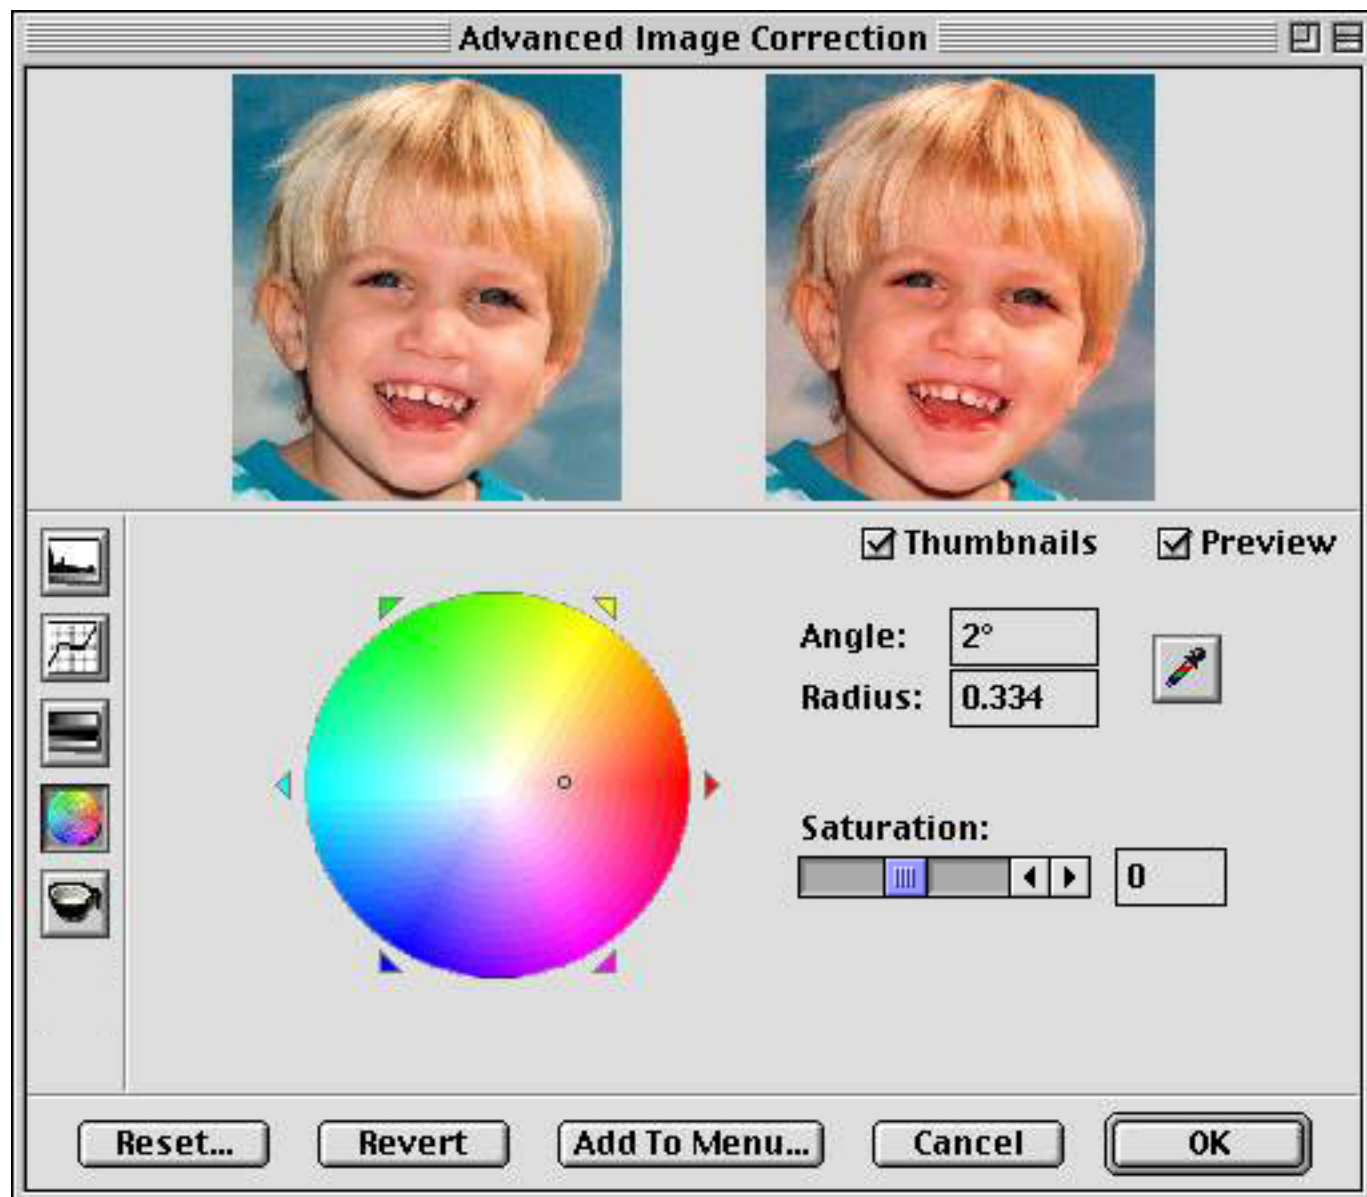 Advanced Image Correction
Thumbnails Preview
Angle: 2°
Radius: 0.334
Saturation:
0
Reset... Revert Add To Menu... Cancel OK